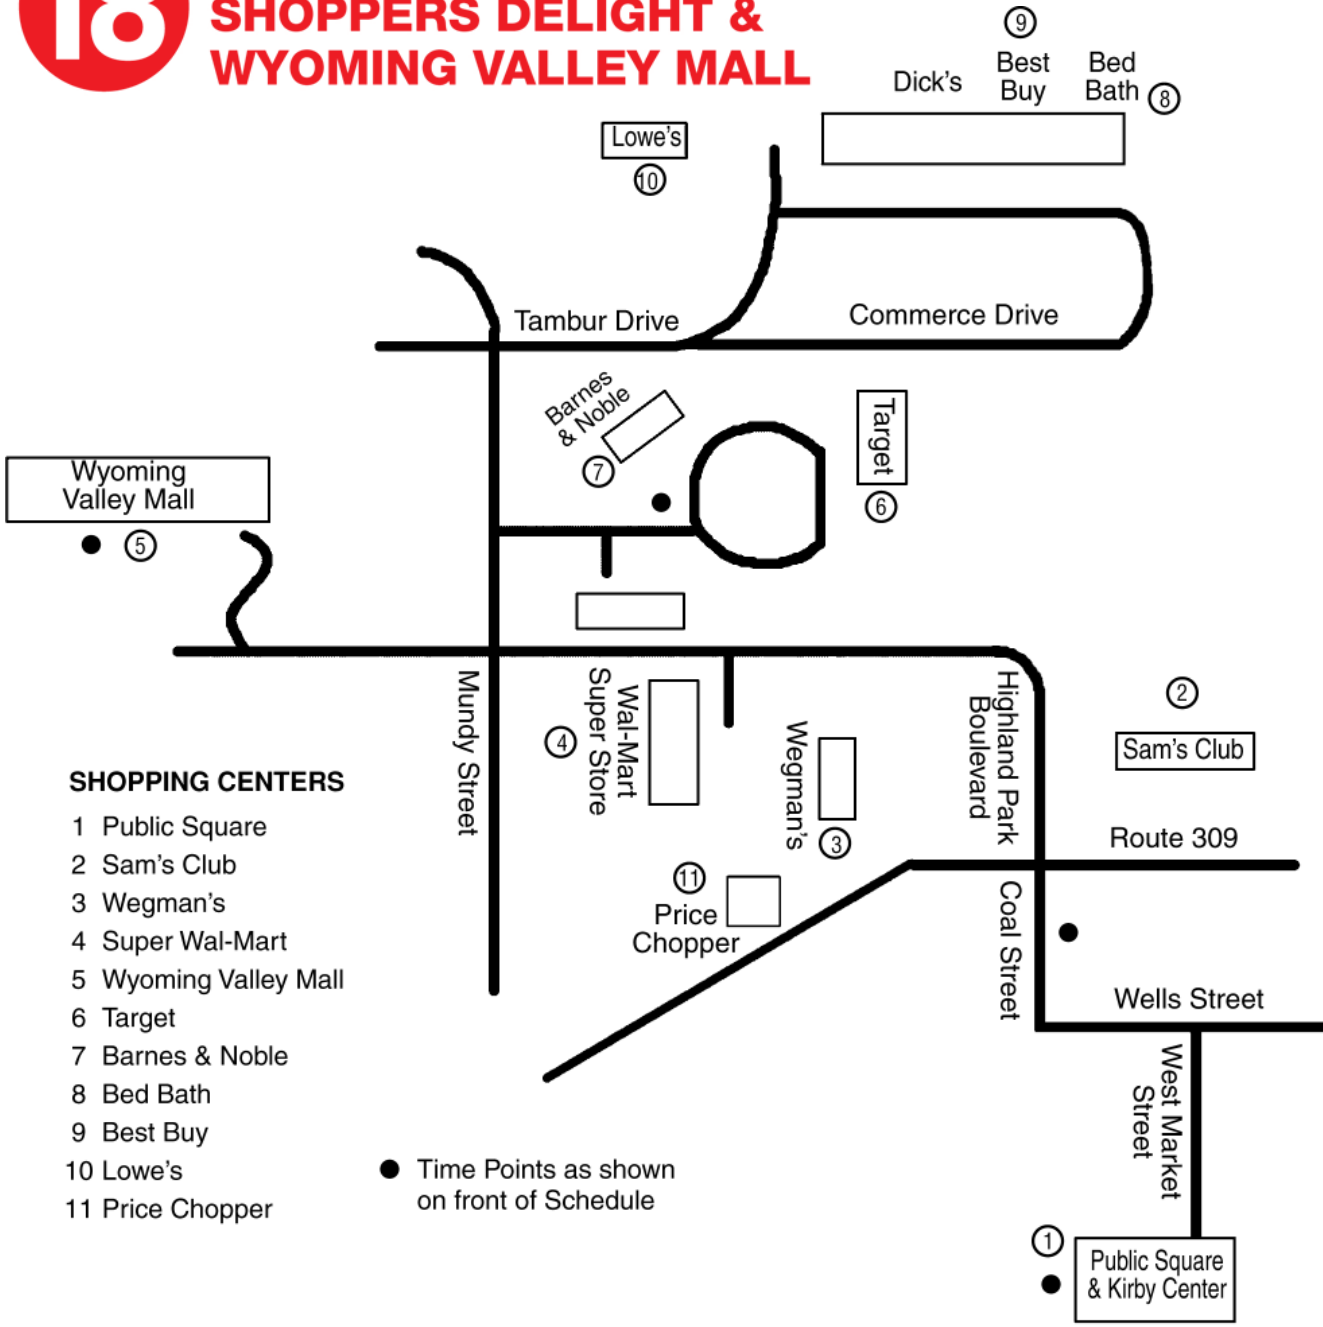 18
SHOPPERS DELIGHT &
WYOMING VALLEY MALL
9
Dick's
Best
Buy
Bed
Bath
8
Lowe's
10
Tambur Drive
Commerce Drive
Barnes
& Noble
7
Target
6
Wyoming
Valley Mall
5
Mundy Street
Wal-Mart
Super Store
4
Wegman's
3
Highland Park
Boulevard
2
Sam's Club
Route 309
11
Price
Chopper
Coal Street
Wells Street
West Market
Street
1
Public Square
& Kirby Center
SHOPPING CENTERS
1 Public Square
2 Sam's Club
3 Wegman's
4 Super Wal-Mart
5 Wyoming Valley Mall
6 Target
7 Barnes & Noble
8 Bed Bath
9 Best Buy
10 Lowe's
11 Price Chopper
Time Points as shown
on front of Schedule